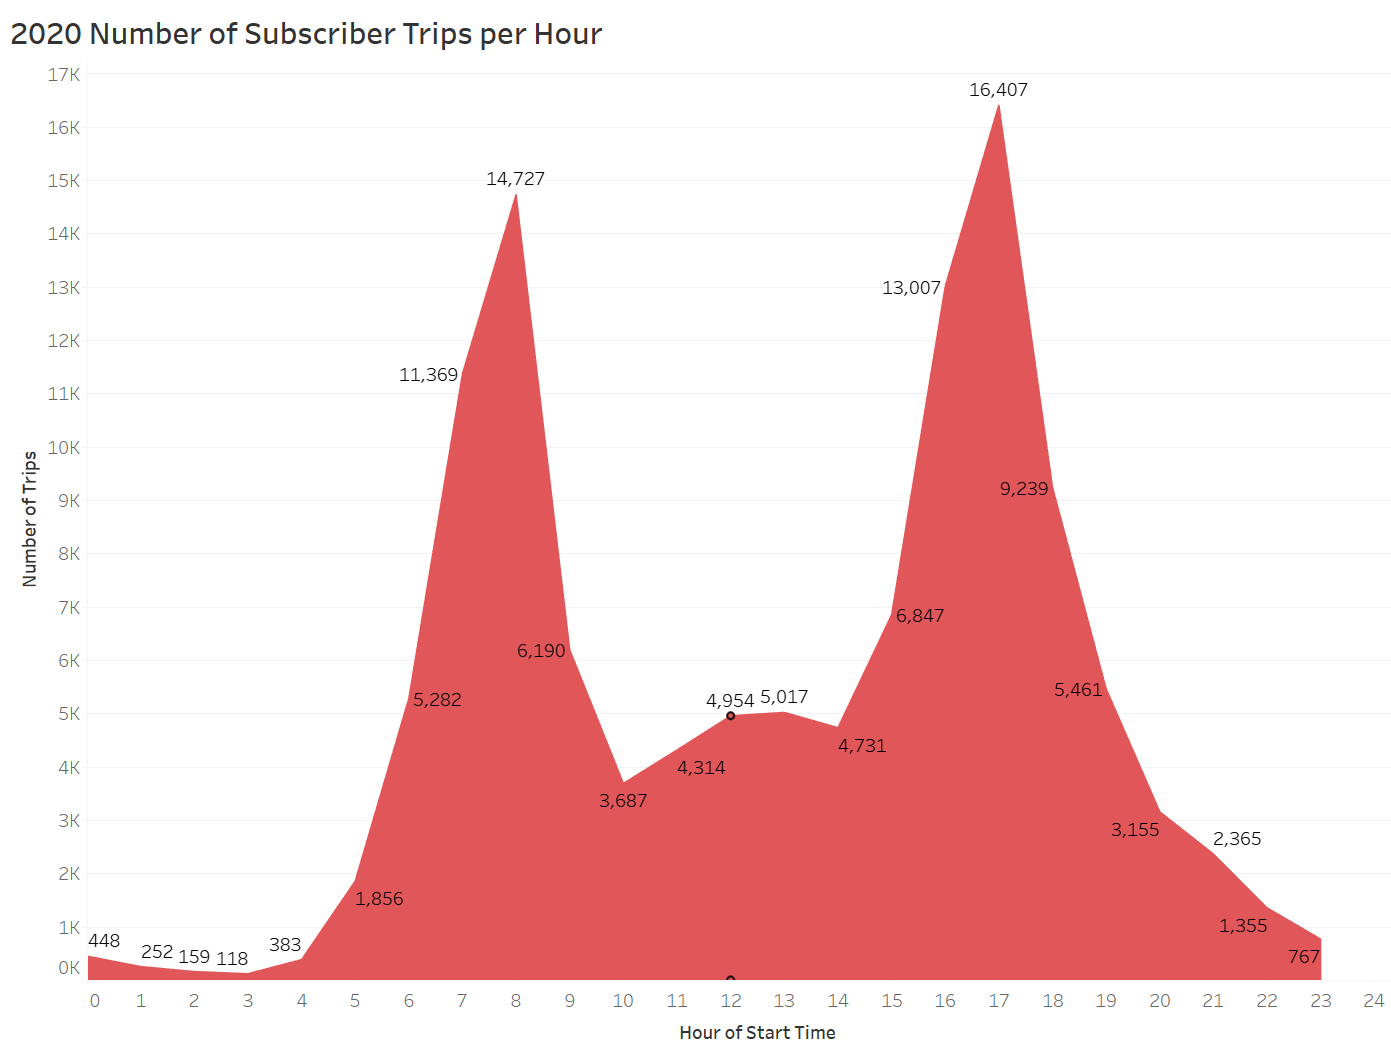 2020 Number of Subscriber Trips per Hour
17K
16,407
16K
15K
14,727
14K
13K
13,007
12K
11,369
11K
10K
9K
9,239
8K
7K
6,847
6K
6,190
5,461
5,282
4,954 5,017
5K
4,731
4K
4,314
3,687
3K
3,155
2,365
2K
1,856
1K
1,355
448
383
252 159 118
767
0K
0 1 2 3 4 5 6 7 8 9 10 11 12 13 14 15 16 17 18 19 20 21 22 23 24
Number of Trips
Hour of Start Time